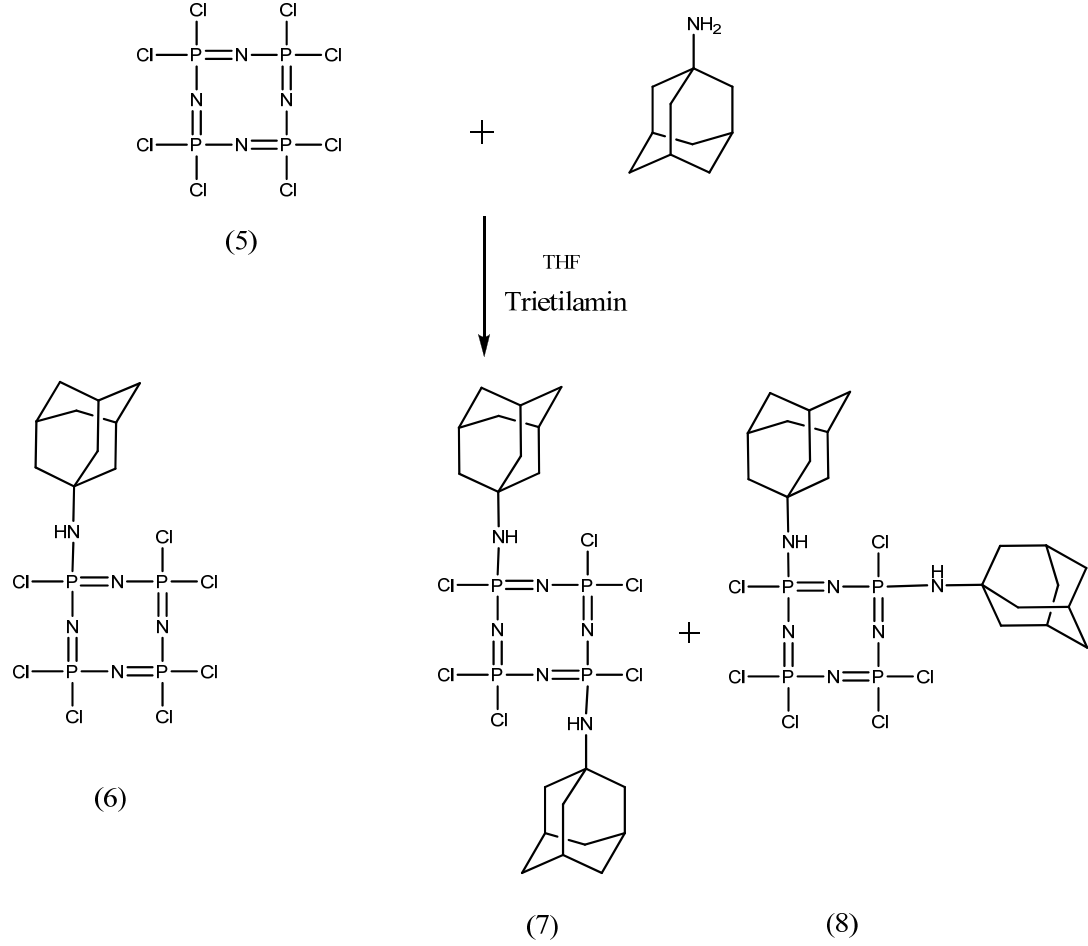 Cl Cl
Cl P N P Cl
N N
Cl P N P Cl
Cl Cl
(5)
+
NH2
THF
Trietilamin
HN Cl
Cl P N P Cl
N N
Cl P N P Cl
Cl Cl
(6)
NH Cl
Cl P N P Cl
N N
Cl P N P Cl
Cl HN
(7)
+
NH Cl H
Cl P N P N
N N
Cl P N P Cl
Cl Cl
(8)